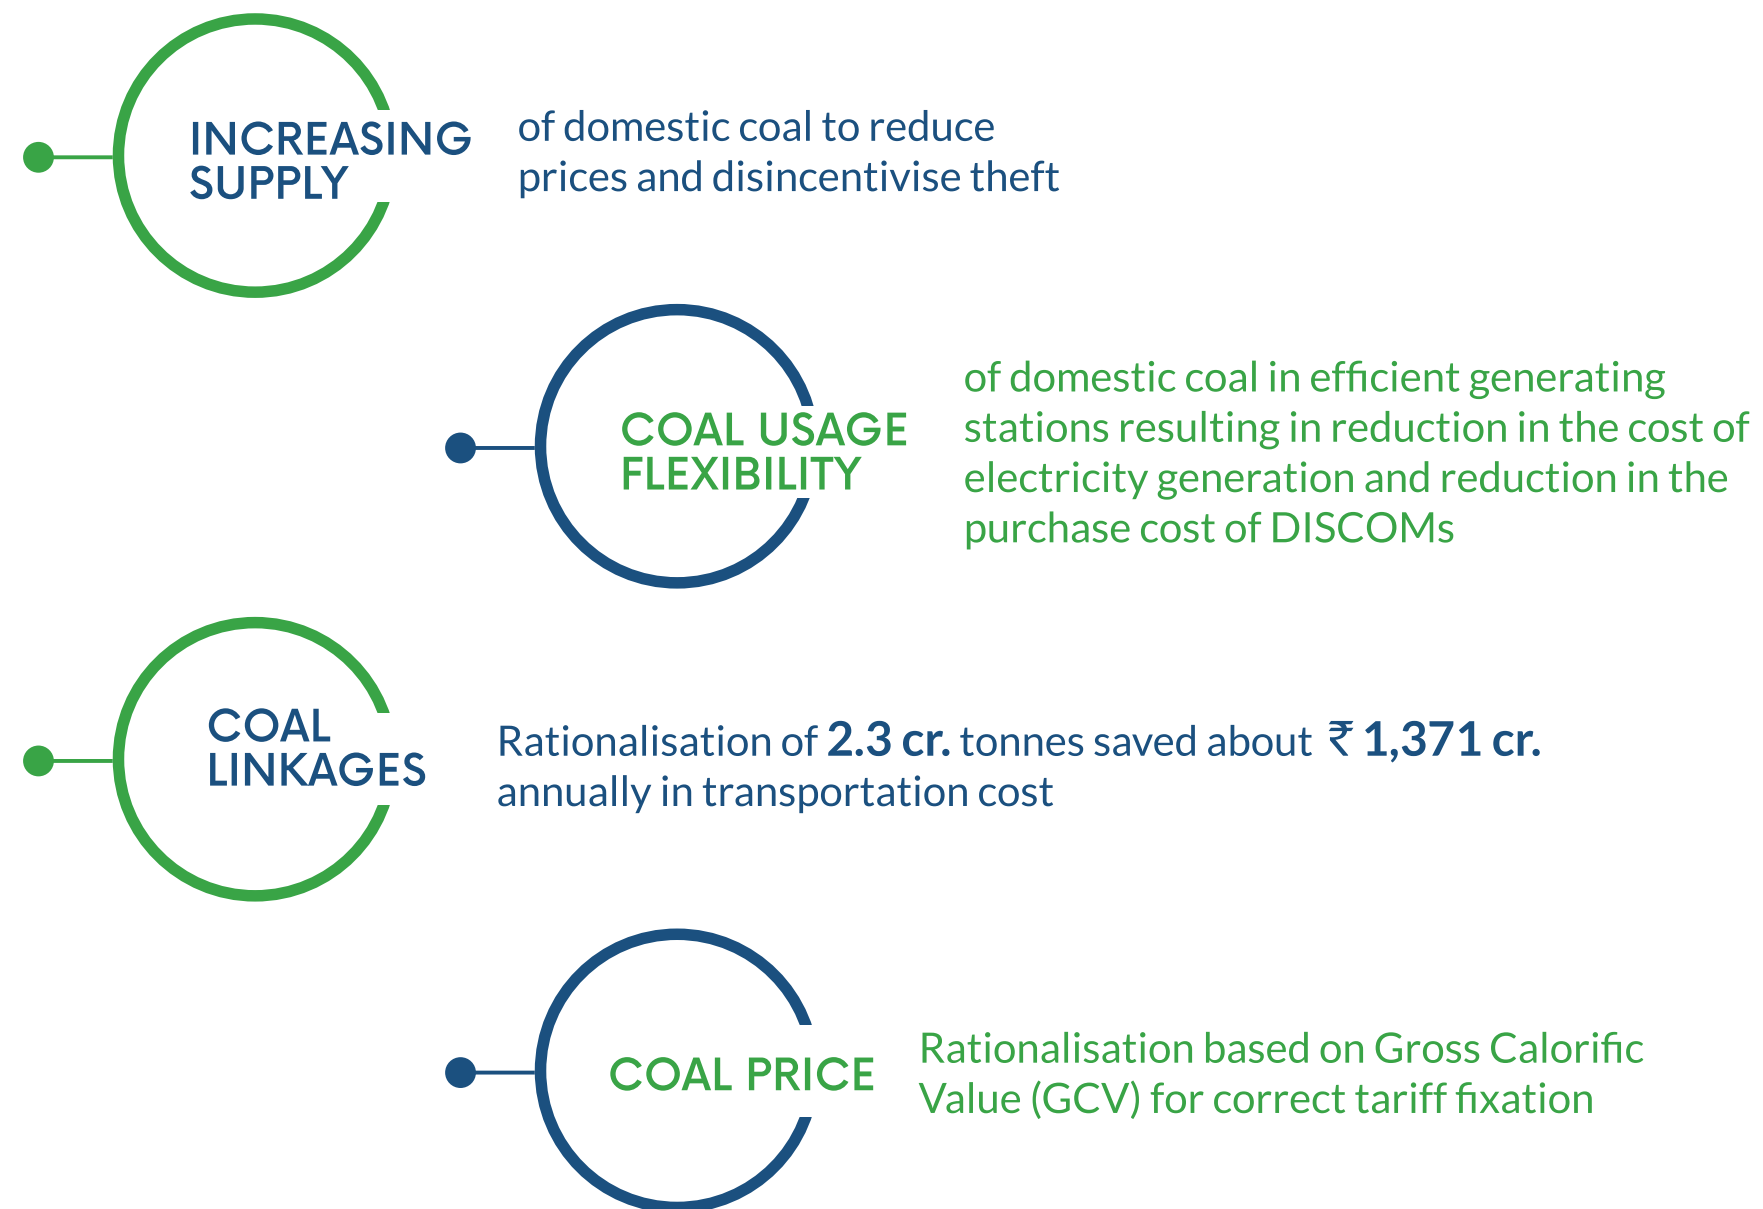 INCREASING
SUPPLY
of domestic coal to reduce
prices and disincentivise theft
COAL USAGE
FLEXIBILITY
of domestic coal in efficient generating
stations resulting in reduction in the cost of
electricity generation and reduction in the
purchase cost of DISCOMs
COAL
LINKAGES
Rationalisation of 2.3 cr. tonnes saved about ₹ 1,371 cr.
annually in transportation cost
COAL PRICE
Rationalisation based on Gross Calorific
Value (GCV) for correct tariff fixation